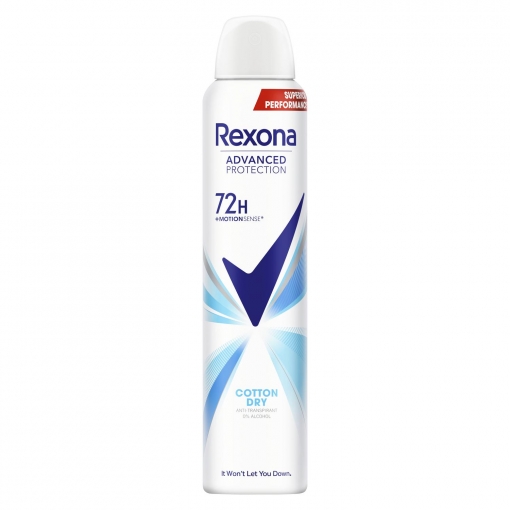 SUPERIOR
PERFORMANCE
Rexona
ADVANCED
PROTECTION
72H
+MOTIONSENSE*
COTTON
DRY
ANTI-TRANSPIRANT
0% ALCOHOL
It Won't Let You Down.